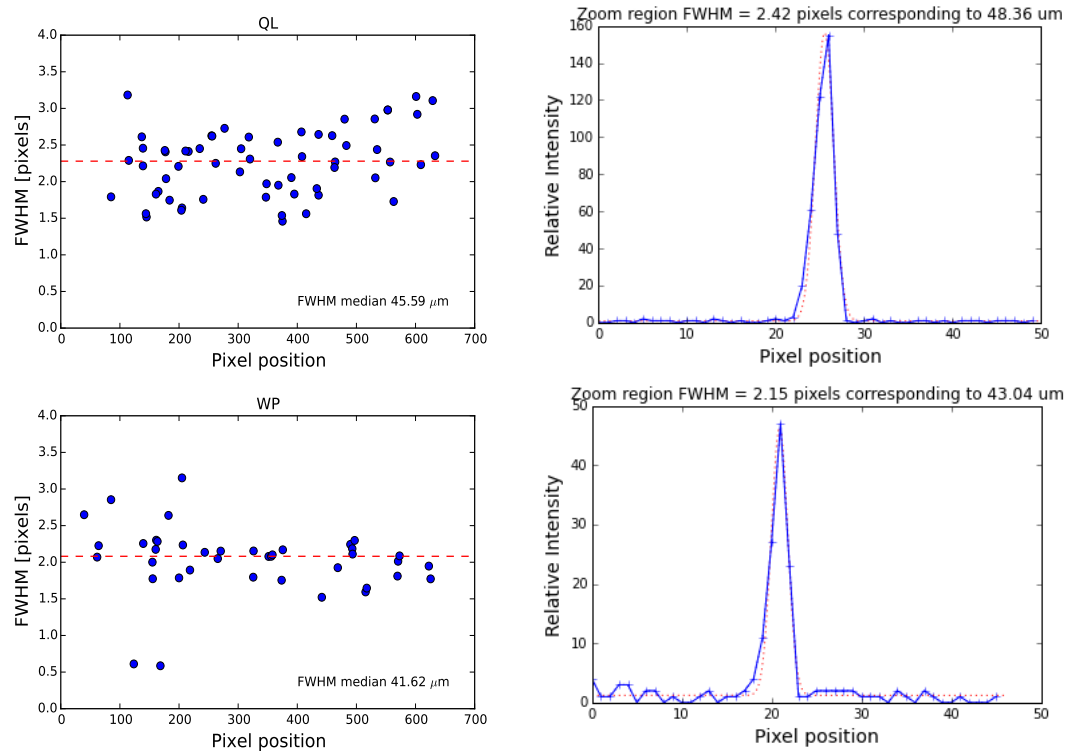 QL
4.0
3.5
3.0
2.5
2.0
1.5
1.0
0.5
0.0
FWHM [pixels]
FWHM median 45.59 μm
0 100 200 300 400 500 600 700
Pixel position
Zoom region FWHM = 2.42 pixels corresponding to 48.36 um
160
140
120
100
80
60
40
20
0
Relative Intensity
0 10 20 30 40 50
Pixel position
WP
4.0
3.5
3.0
2.5
2.0
1.5
1.0
0.5
0.0
FWHM [pixels]
FWHM median 41.62 μm
0 100 200 300 400 500 600 700
Pixel position
Zoom region FWHM = 2.15 pixels corresponding to 43.04 um
50
40
30
20
10
0
Relative Intensity
0 10 20 30 40 50
Pixel position